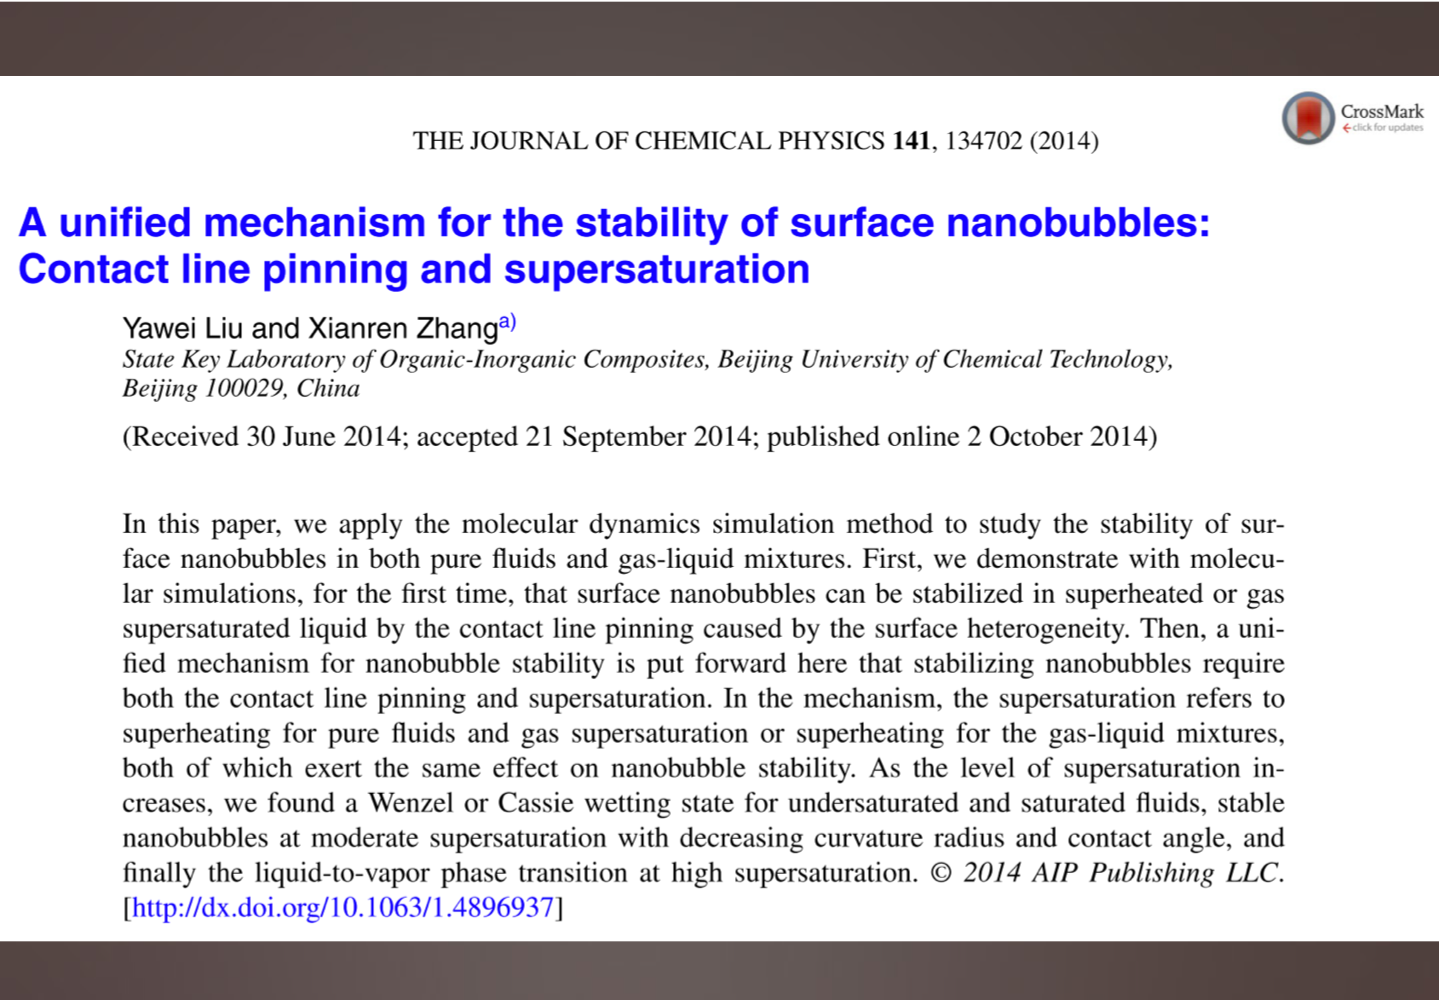 CrossMark
click for updates
THE JOURNAL OF CHEMICAL PHYSICS 141, 134702 (2014)
A unified mechanism for the stability of surface nanobubbles:
Contact line pinning and supersaturation
Yawei Liu and Xianren Zhanga)
State Key Laboratory of Organic-Inorganic Composites, Beijing University of Chemical Technology,
Beijing 100029, China
(Received 30 June 2014; accepted 21 September 2014; published online 2 October 2014)
In this paper, we apply the molecular dynamics simulation method to study the stability of sur-
face nanobubbles in both pure fluids and gas-liquid mixtures. First, we demonstrate with molecu-
lar simulations, for the first time, that surface nanobubbles can be stabilized in superheated or gas
supersaturated liquid by the contact line pinning caused by the surface heterogeneity. Then, a uni-
fied mechanism for nanobubble stability is put forward here that stabilizing nanobubbles require
both the contact line pinning and supersaturation. In the mechanism, the supersaturation refers to
superheating for pure fluids and gas supersaturation or superheating for the gas-liquid mixtures,
both of which exert the same effect on nanobubble stability. As the level of supersaturation in-
creases, we found a Wenzel or Cassie wetting state for undersaturated and saturated fluids, stable
nanobubbles at moderate supersaturation with decreasing curvature radius and contact angle, and
finally the liquid-to-vapor phase transition at high supersaturation. © 2014 AIP Publishing LLC.
[http://dx.doi.org/10.1063/1.4896937]